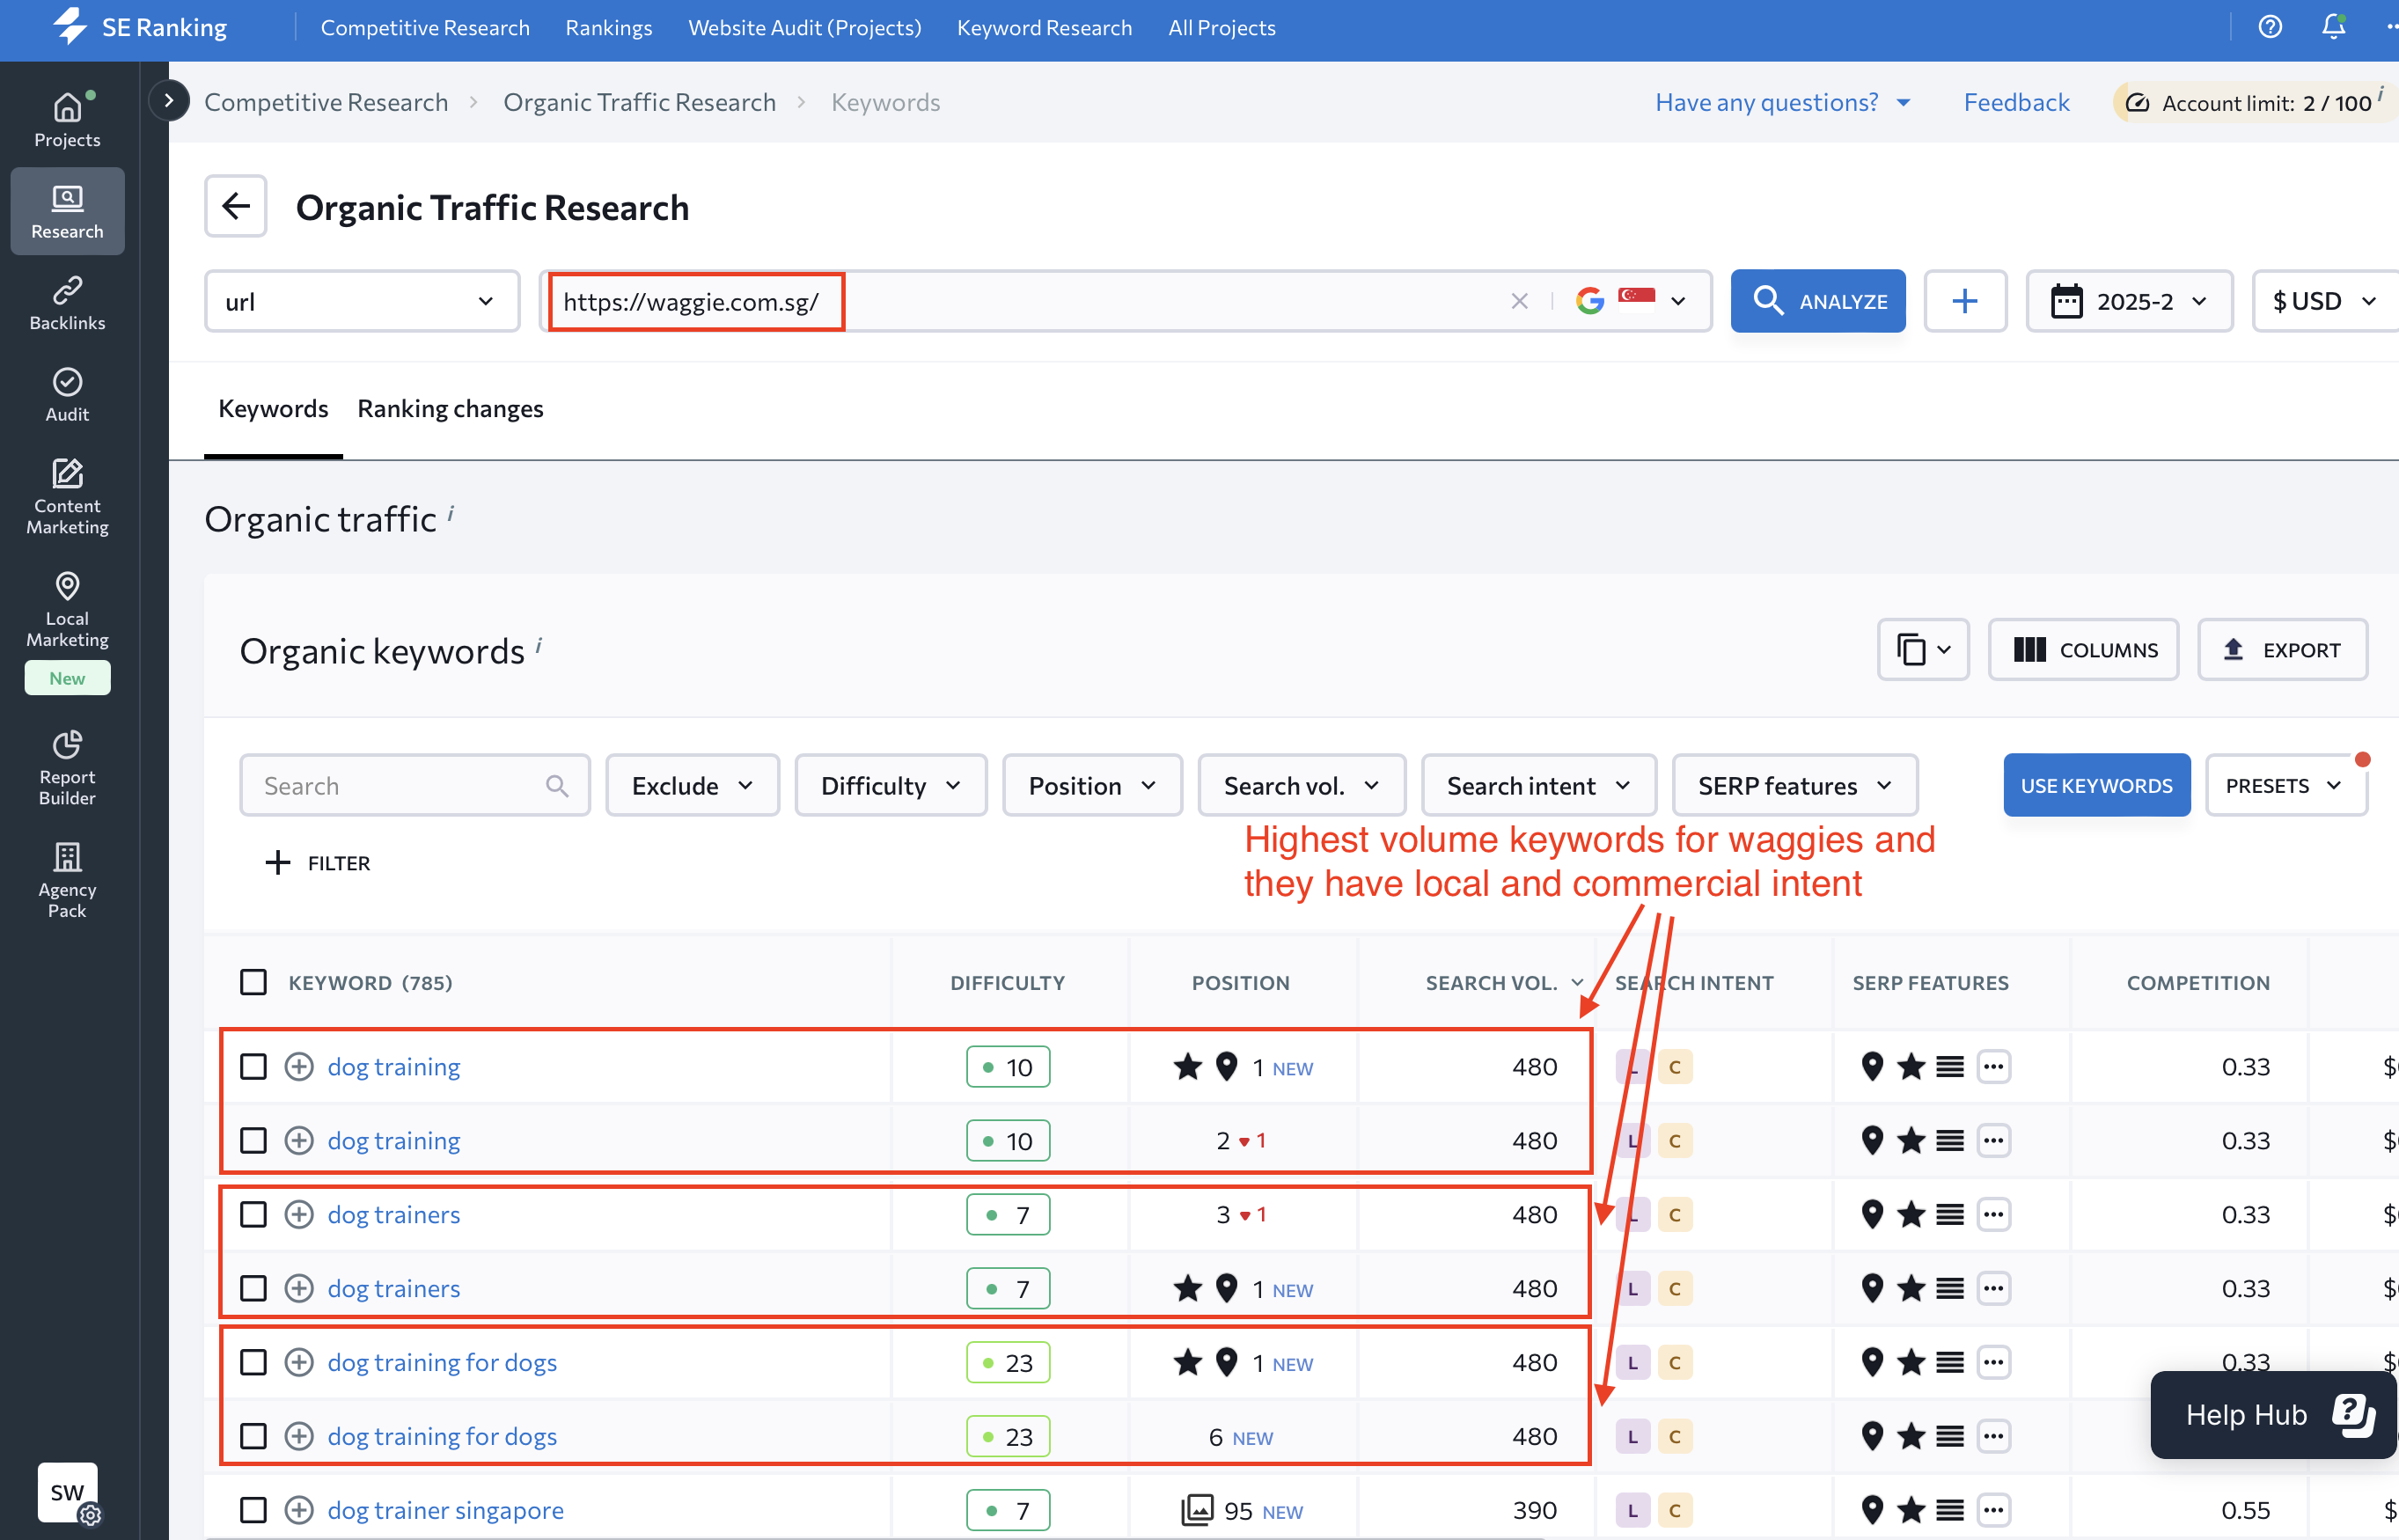 SE Ranking
Competitive Research
Rankings
Website Audit (Projects)
Keyword Research
All Projects
Projects
Research
Backlinks
Audit
Content
Marketing
Local
Marketing
New
Report
Builder
Agency
Pack
SW
Competitive Research > Organic Traffic Research > Keywords
Have any questions?
Feedback
Account limit: 2 / 100 i
Organic Traffic Research
url
https://waggie.com.sg/
ANALYZE
2025-2
$ USD
Keywords
Ranking changes
Organic traffic i
Organic keywords i
COLUMNS
EXPORT
Search
Exclude
Difficulty
Position
Search vol.
Search intent
SERP features
USE KEYWORDS
PRESETS
FILTER
Highest volume keywords for waggies and
they have local and commercial intent
KEYWORD (785) DIFFICULTY POSITION SEARCH VOL. SEARCH INTENT SERP FEATURES COMPETITION
dog training 10 1 NEW 480 L C 0.33 $
dog training 10 2 1 480 L C 0.33 $
dog trainers 7 3 1 480 L C 0.33 $
dog trainers 7 1 NEW 480 L C 0.33 $
dog training for dogs 23 1 NEW 480 L C 0.33 $
dog training for dogs 23 6 NEW 480 L C
dog trainer singapore 7 95 NEW 390 L C 0.55 $
Help Hub